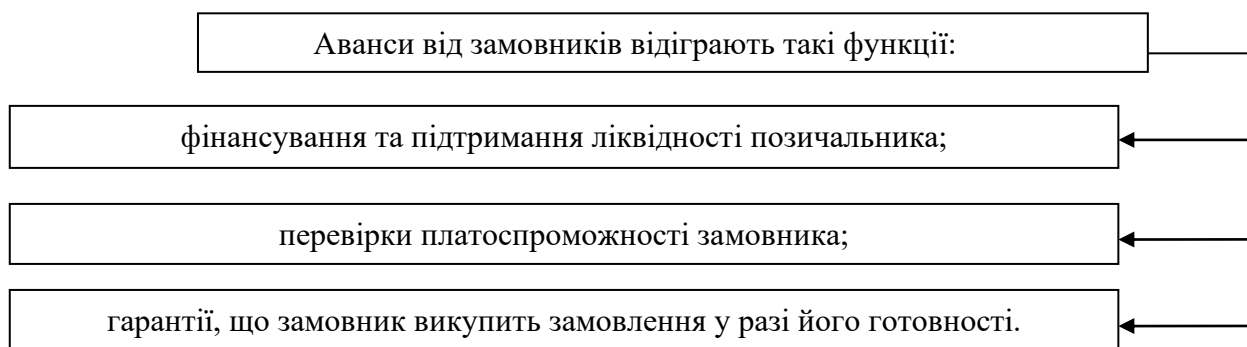 Аванси від замовників відіграють такі функції:
фінансування та підтримання ліквідності позичальника;
перевірки платоспроможності замовника;
гарантії, що замовник викупить замовлення у разі його готовності.